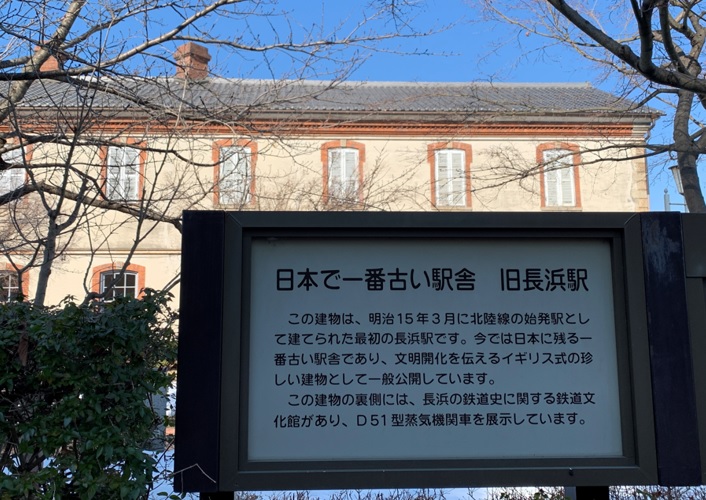 日本で一番古い駅舎　旧長浜駅
　この建物は、明治15年3月に北陸線の始発駅とし
て建てられた最初の長浜駅です。今では日本に残る一
番古い駅舎であり、文明開化を伝えるイギリス式の珍
しい建物として一般公開しています。
　この建物の裏側には、長浜の鉄道史に関する鉄道文
化館があり、D51型蒸気機関車を展示しています。